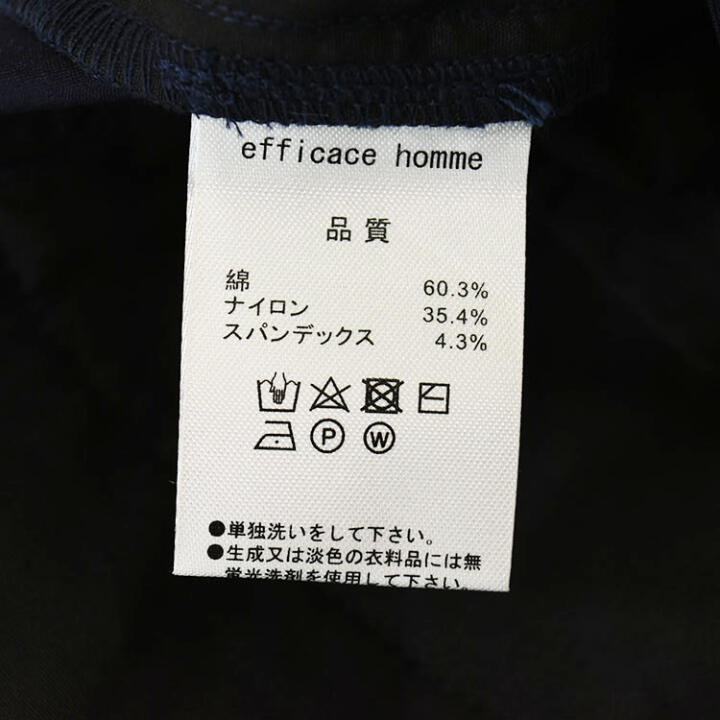 efficace homme
品質
綿 60.3%
ナイロン 35.4%
スパンデックス 4.3%
P W
●単独洗いをして下さい。
●生成又は淡色の衣料品には無
蛍光洗剤を使用して下さい。